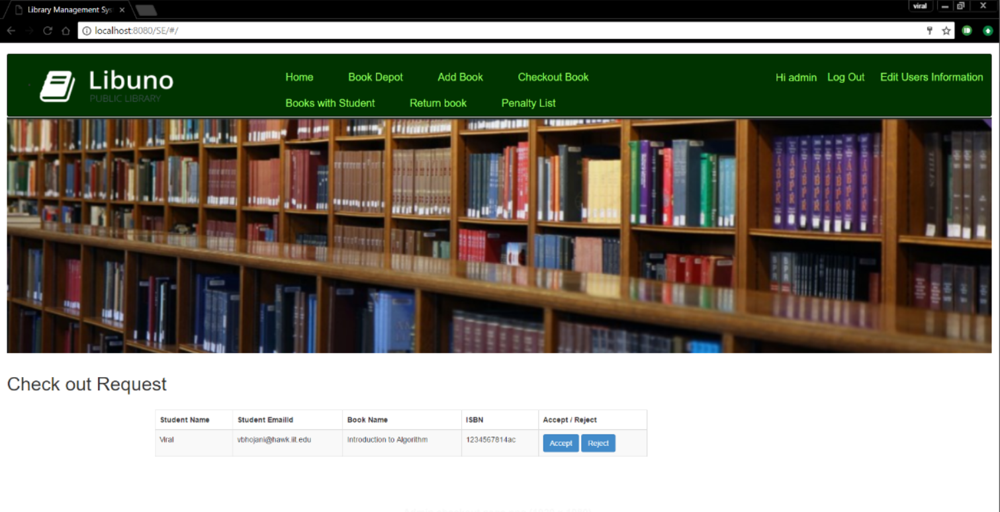 Library Management Sys
viral
localhost:8080/SE/#/
Libuno
PUBLIC LIBRARY
Home Book Depot Add Book Checkout Book
Books with Student Return book Penalty List
Hi admin Log Out Edit Users Information
Check out Request
Student Name Student EmailId Book Name ISBN Accept / Reject
Viral vbhojani@hawk.iit.edu Introduction to Algorithm 1234567814ac Accept Reject